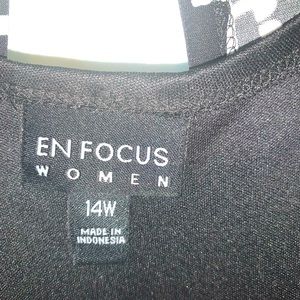 EN FOCUS
WOMEN
14W
MADE IN
INDONESIA